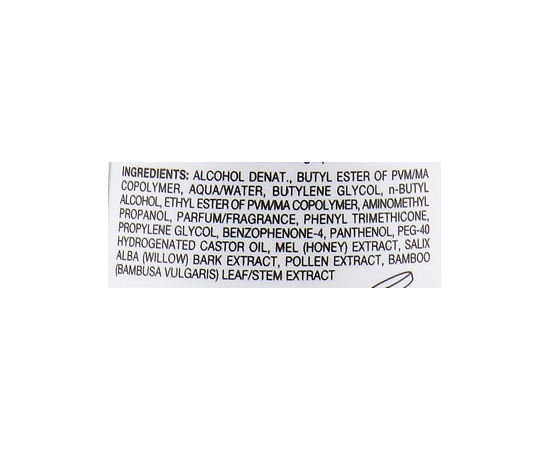 INGREDIENTS: ALCOHOL DENAT., BUTYL ESTER OF PVM/MA
COPOLYMER, AQUA/WATER, BUTYLENE GLYCOL, n-BUTYL
ALCOHOL, ETHYL ESTER OF PVM/MA COPOLYMER, AMINOMETHYL
PROPANOL, PARFUM/FRAGRANCE, PHENYL TRIMETHICONE,
PROPYLENE GLYCOL, BENZOPHENONE-4, PANTHENOL, PEG-40
HYDROGENATED CASTOR OIL, MEL (HONEY) EXTRACT, SALIX
ALBA (WILLOW) BARK EXTRACT, POLLEN EXTRACT, BAMBOO
(BAMBUSA VULGARIS) LEAF/STEM EXTRACT